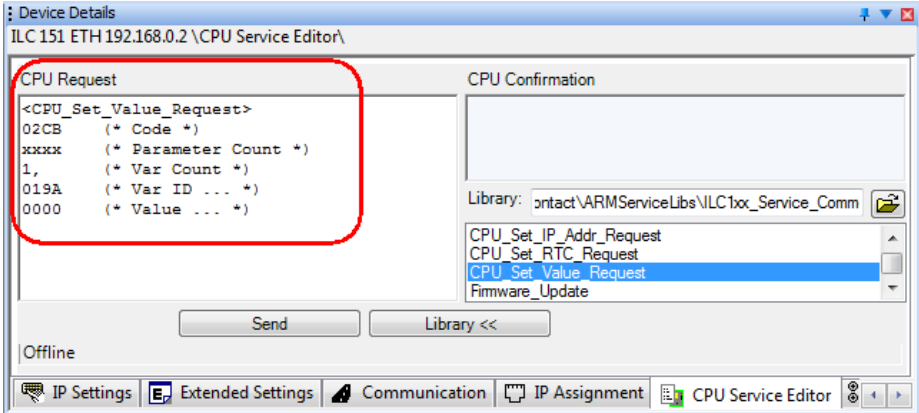 Device Details
ILC 151 ETH 192.168.0.2 \CPU Service Editor\
CPU Request
<CPU_Set_Value_Request>
02CB (* Code *)
xxxx (* Parameter Count *)
1, (* Var Count *)
019A (* Var ID ... *)
0000 (* Value ... *)
CPU Confirmation
Library: ontact\ARMServiceLibs\ILC1xx_Service_Comm
CPU_Set_IP_Addr_Request
CPU_Set_RTC_Request
CPU_Set_Value_Request
Firmware_Update
Send Library <<
Offline
IP Settings Extended Settings Communication IP Assignment CPU Service Editor